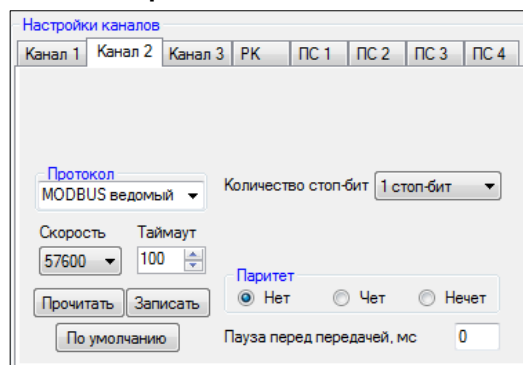 Настройки каналов
Канал 1 Канал 2 Канал 3 РК ПС 1 ПС 2 ПС 3 ПС 4
Протокол
MODBUS ведомый Количество стоп-бит 1 стоп-бит
Скорость Таймаут
57600 100
Паритет
Нет Чет Нечет
Прочитать Записать
По умолчанию Пауза перед передачей, мс 0